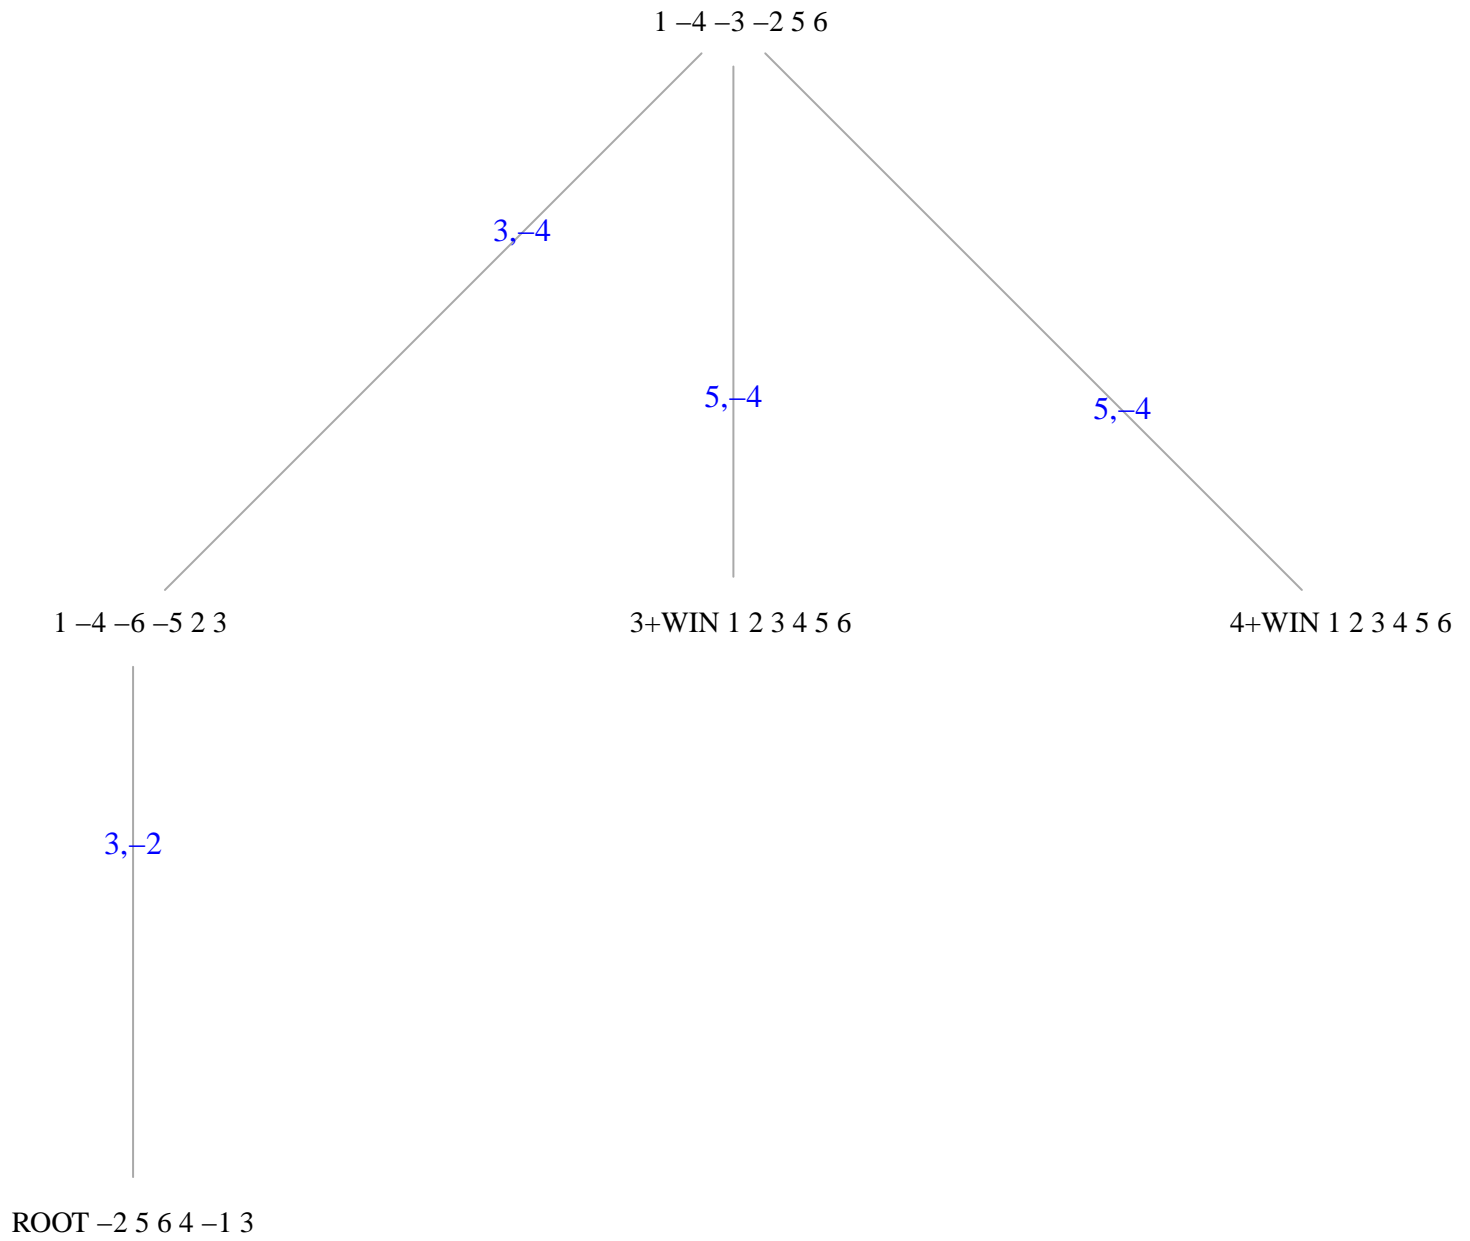 1 –4 –3 –2 5 6
3,–4
5,–4
5,–4
1 –4 –6 –5 2 3
3+WIN 1 2 3 4 5 6
4+WIN 1 2 3 4 5 6
3,–2
ROOT –2 5 6 4 –1 3